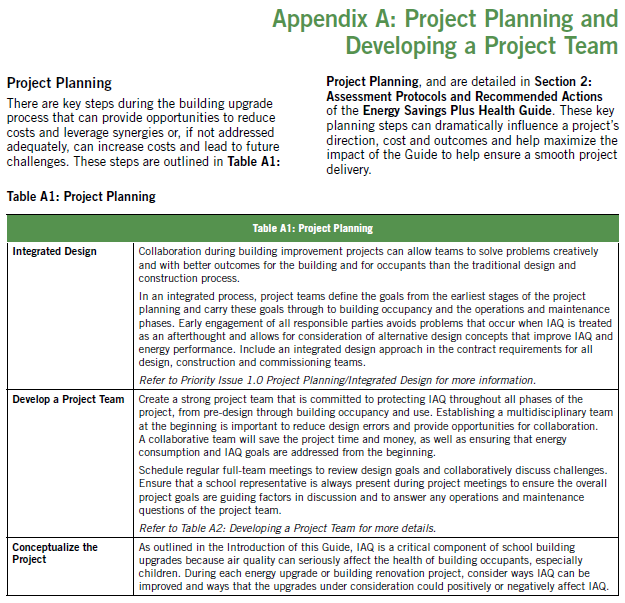 Appendix A: Project Planning and
Developing a Project Team
Project Planning
There are key steps during the building upgrade
process that can provide opportunities to reduce
costs and leverage synergies or, if not addressed
adequately, can increase costs and lead to future
challenges. These steps are outlined in Table A1:
Project Planning, and are detailed in Section 2:
Assessment Protocols and Recommended Actions
of the Energy Savings Plus Health Guide. These key
planning steps can dramatically influence a project's
direction, cost and outcomes and help maximize the
impact of the Guide to help ensure a smooth project
delivery.
Table A1: Project Planning
Table A1: Project Planning
Integrated Design
Collaboration during building improvement projects can allow teams to solve problems creatively
and with better outcomes for the building and for occupants than the traditional design and
construction process.
In an integrated process, project teams define the goals from the earliest stages of the project
planning and carry these goals through to building occupancy and the operations and maintenance
phases. Early engagement of all responsible parties avoids problems that occur when IAQ is treated
as an afterthought and allows for consideration of alternative design concepts that improve IAQ and
energy performance. Include an integrated design approach in the contract requirements for all
design, construction and commissioning teams.
Refer to Priority Issue 1.0 Project Planning/Integrated Design for more information.
Develop a Project Team
Create a strong project team that is committed to protecting IAQ throughout all phases of the
project, from pre-design through building occupancy and use. Establishing a multidisciplinary team
at the beginning is important to reduce design errors and provide opportunities for collaboration.
A collaborative team will save the project time and money, as well as ensuring that energy
consumption and IAQ goals are addressed from the beginning.
Schedule regular full-team meetings to review design goals and collaboratively discuss challenges.
Ensure that a school representative is always present during project meetings to ensure the overall
project goals are guiding factors in discussion and to answer any operations and maintenance
questions of the project team.
Refer to Table A2: Developing a Project Team for more details.
Conceptualize the
Project
As outlined in the Introduction of this Guide, IAQ is a critical component of school building
upgrades because air quality can seriously affect the health of building occupants, especially
children. During each energy upgrade or building renovation project, consider ways IAQ can be
improved and ways that the upgrades under consideration could positively or negatively affect IAQ.